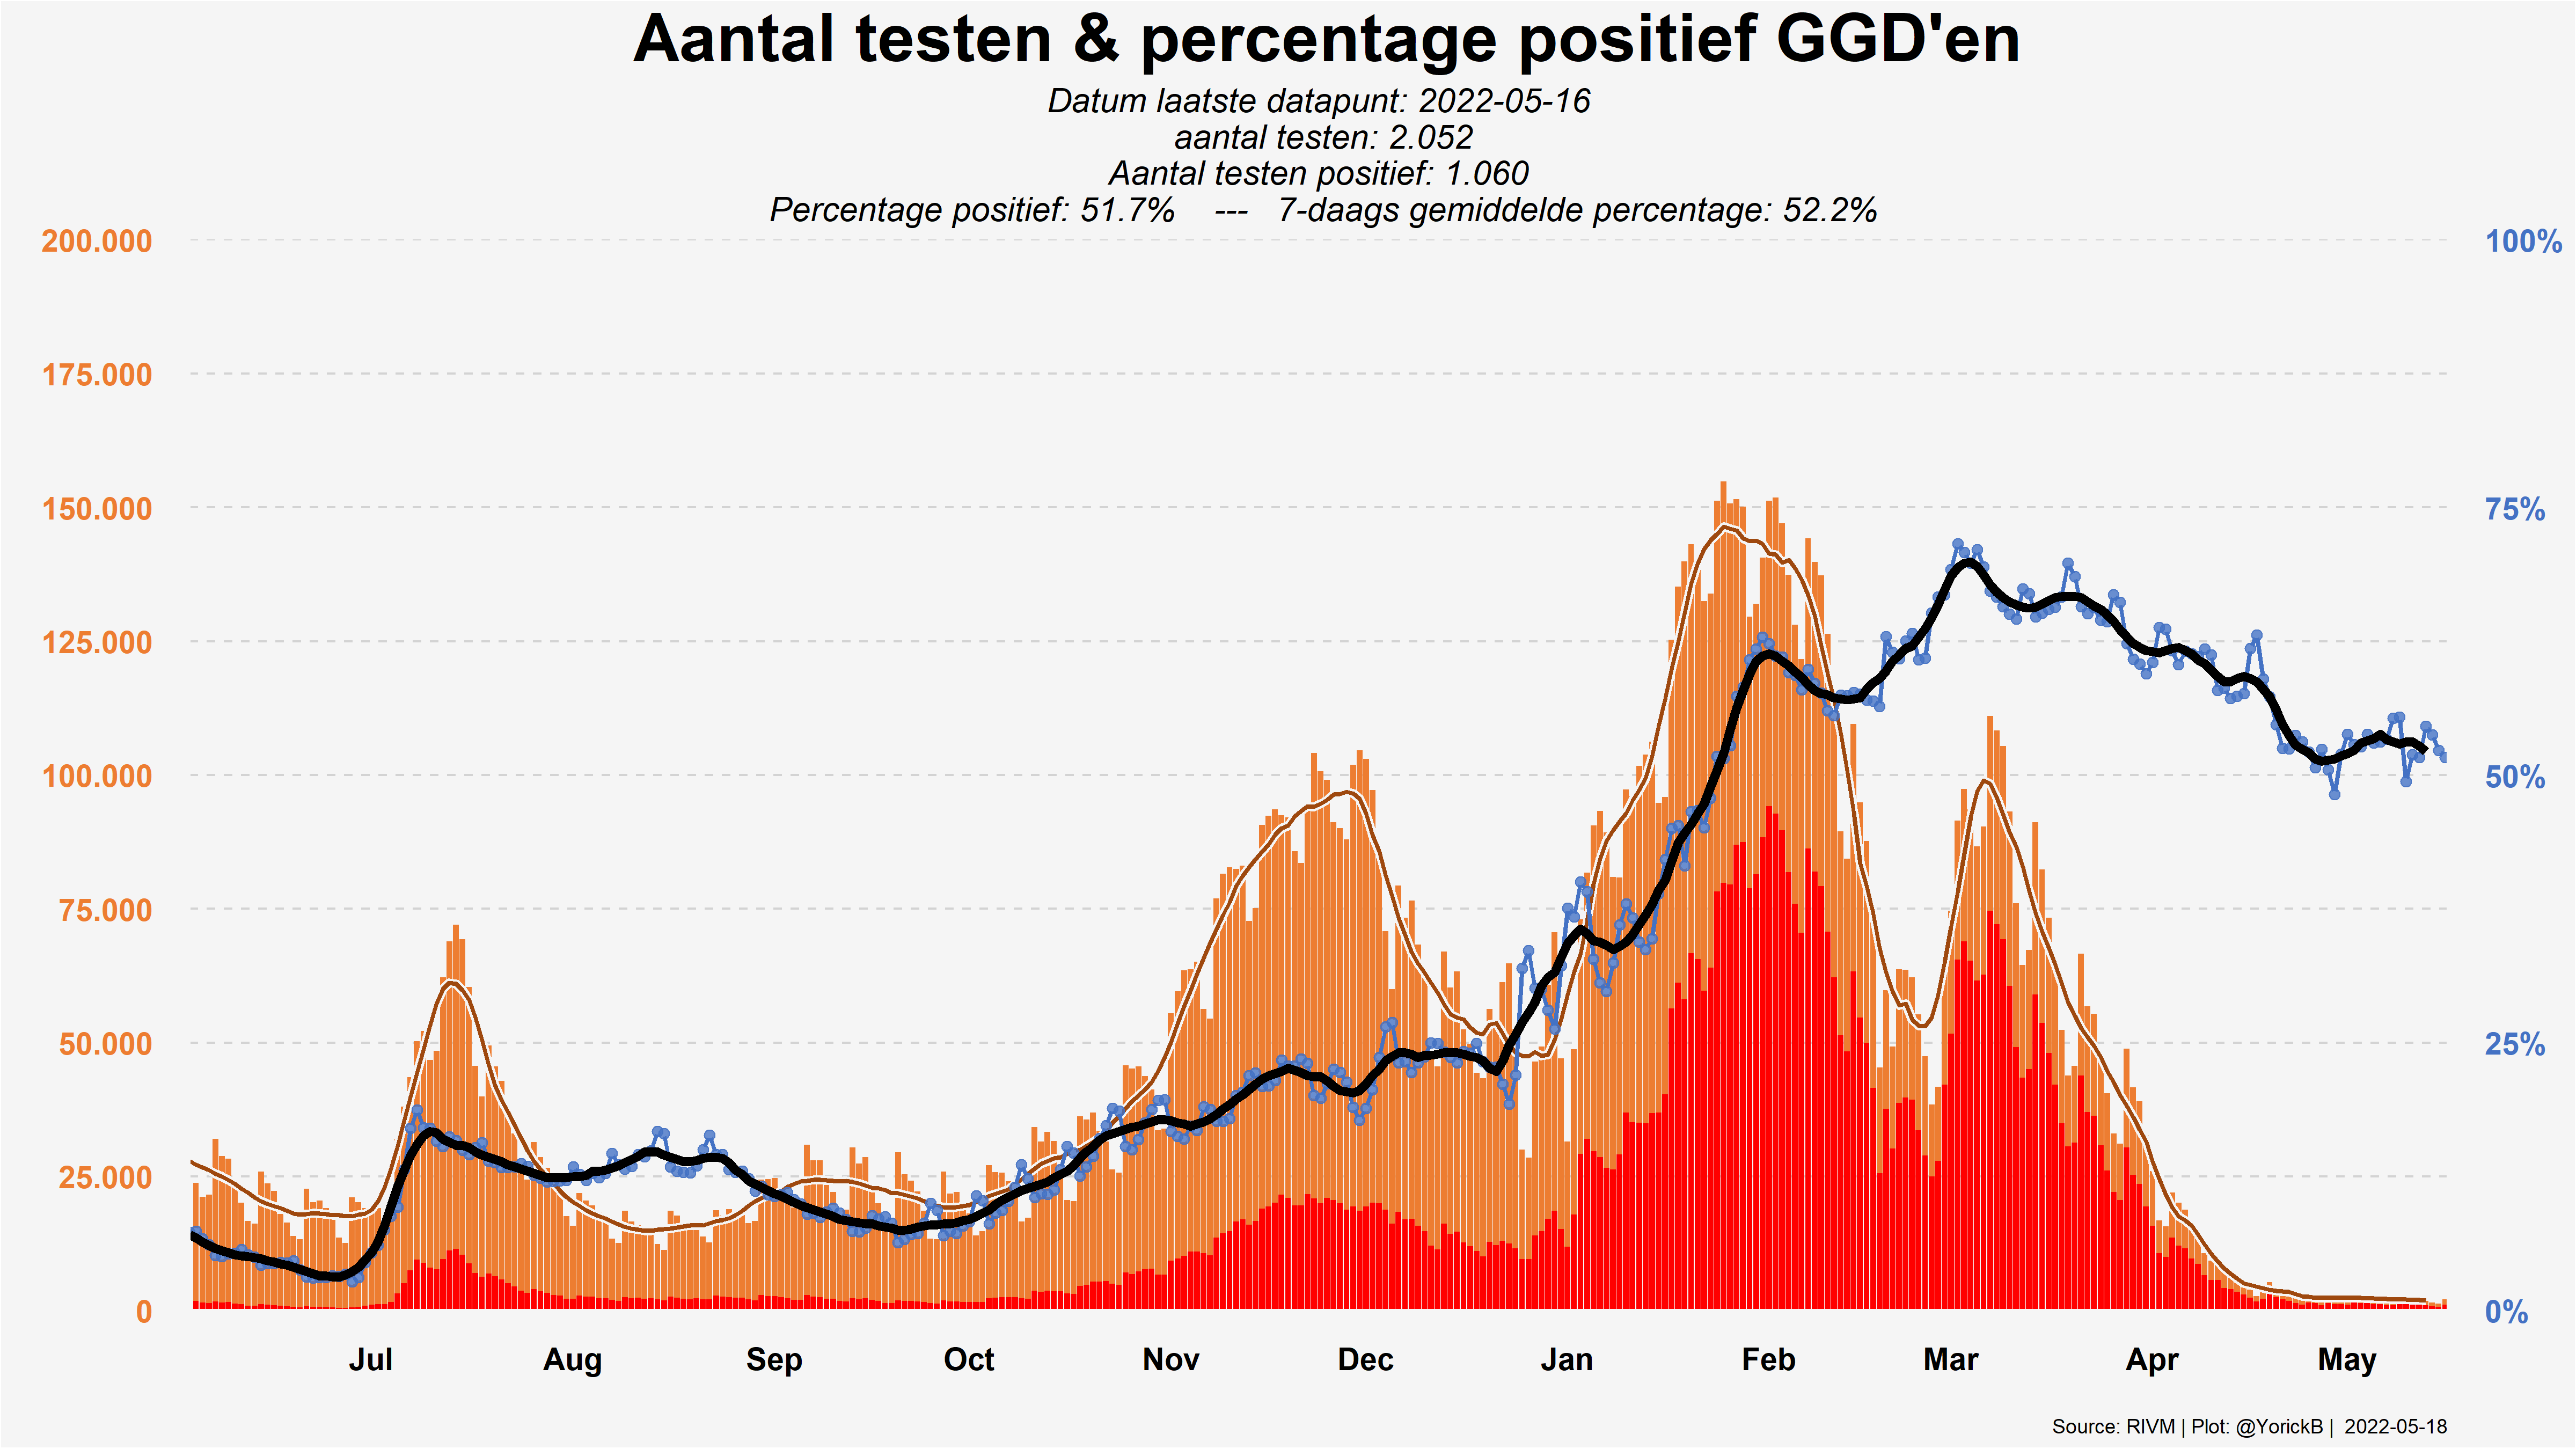 Aantal testen & percentage positief GGD'en
Datum laatste datapunt: 2022-05-16
aantal testen: 2.052
Aantal testen positief: 1.060
Percentage positief: 51.7% --- 7-daags gemiddelde percentage: 52.2%
200.000 100%
175.000
150.000 75%
125.000
100.000 50%
75.000
50.000 25%
25.000
0 0%
Jul Aug Sep Oct Nov Dec Jan Feb Mar Apr May
Source: RIVM | Plot: @YorickB | 2022-05-18